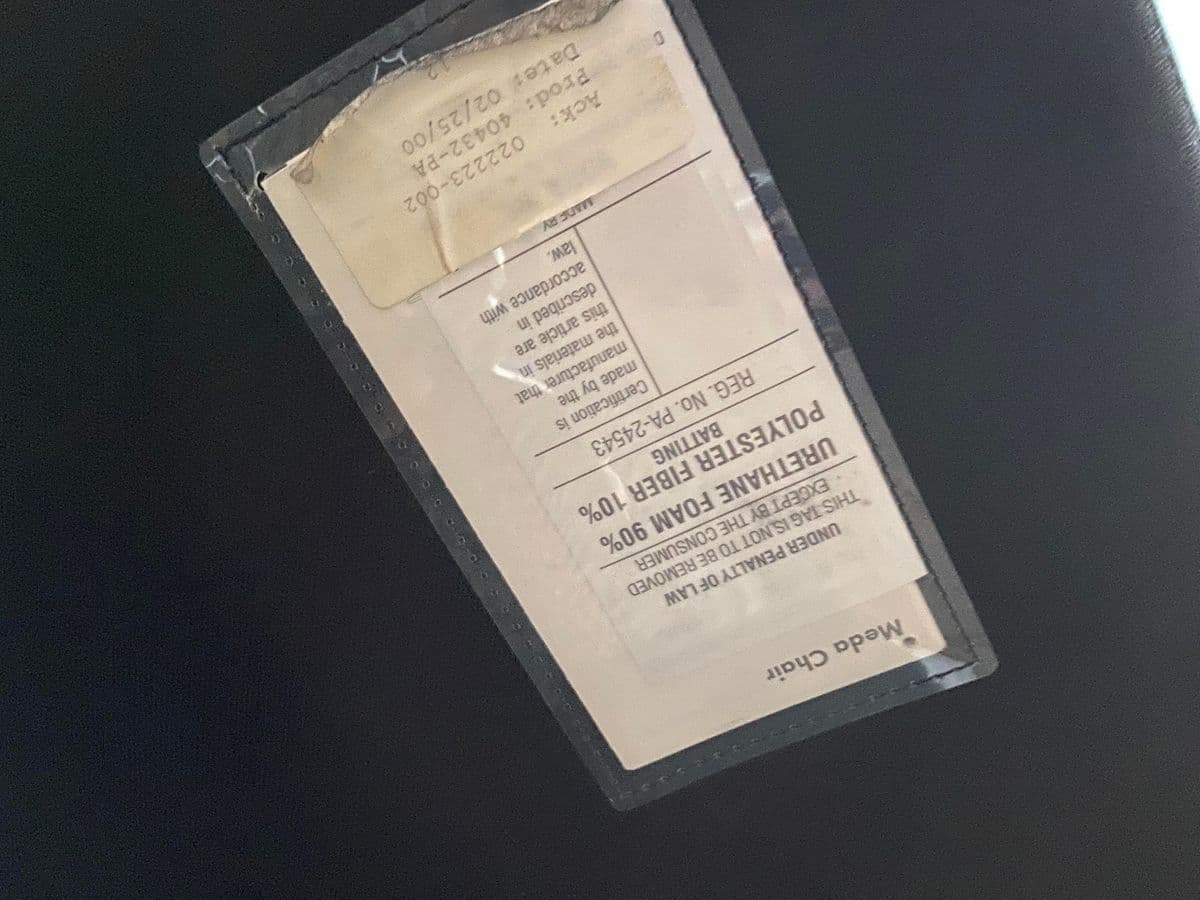 Meda Chair
UNDER PENALTY OF LAW
THIS TAG IS NOT TO BE REMOVED
EXCEPT BY THE CONSUMER
URETHANE FOAM 90%
POLYESTER FIBER 10%
BATTING
REG. No. PA-24543
Certification is
made by the
manufacturer that
the materials in
this article are
described in
accordance with
law.
MADE BY
Ack: 022223-002
Prod: 40432-PA
Date: 02/25/00